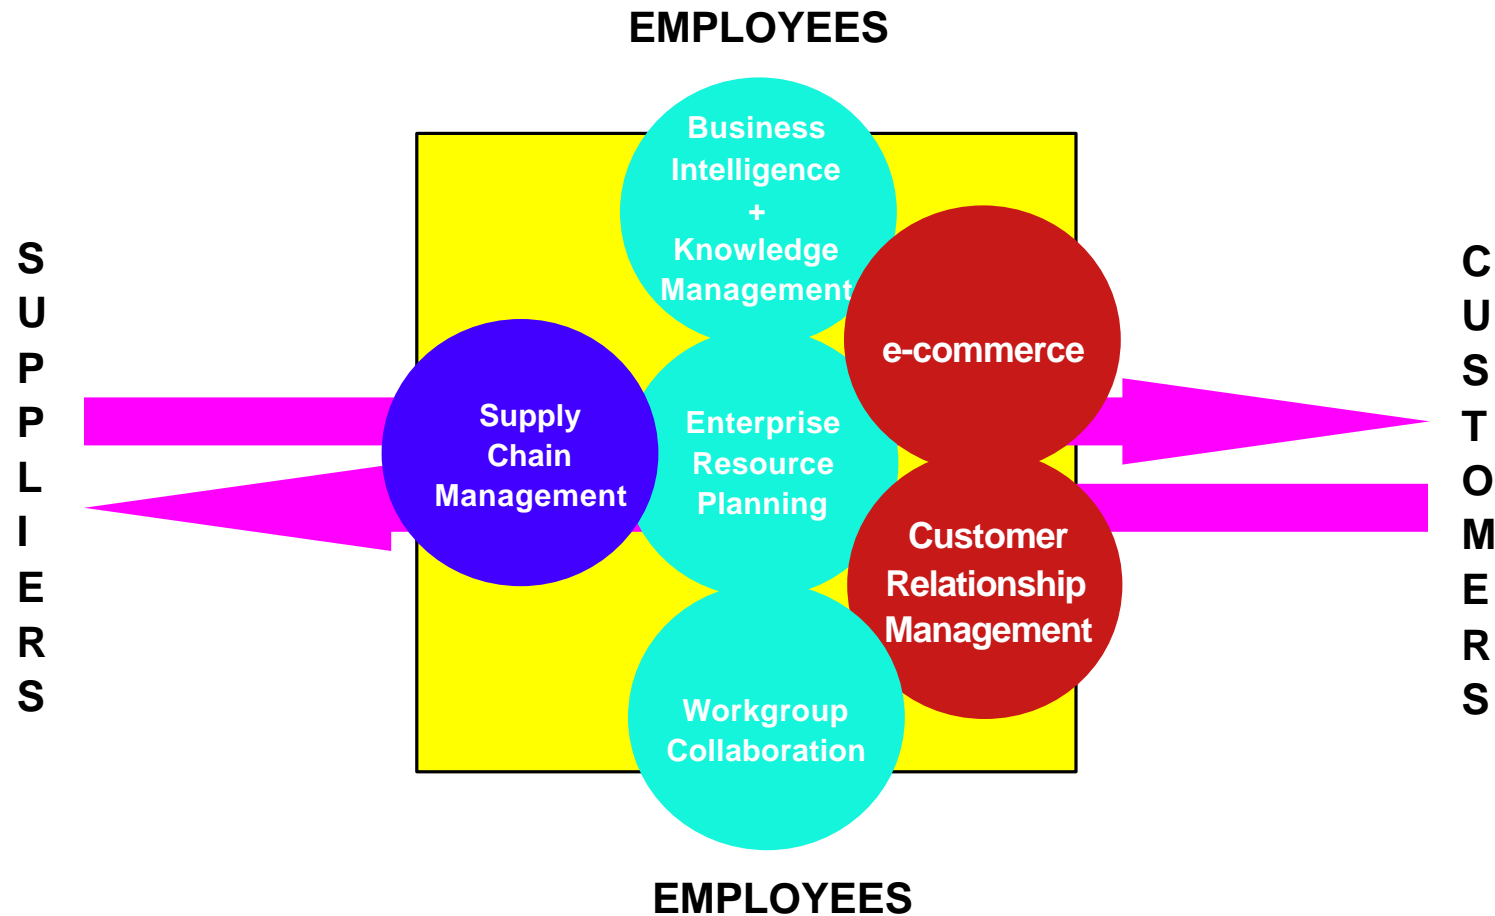 EMPLOYEES
Business
Intelligence
+
Knowledge
Management
S
U
P
P
L
I
E
R
S
Supply
Chain
Management
Enterprise
Resource
Planning
e-commerce
Customer
Relationship
Management
C
U
S
T
O
M
E
R
S
Workgroup
Collaboration
EMPLOYEES